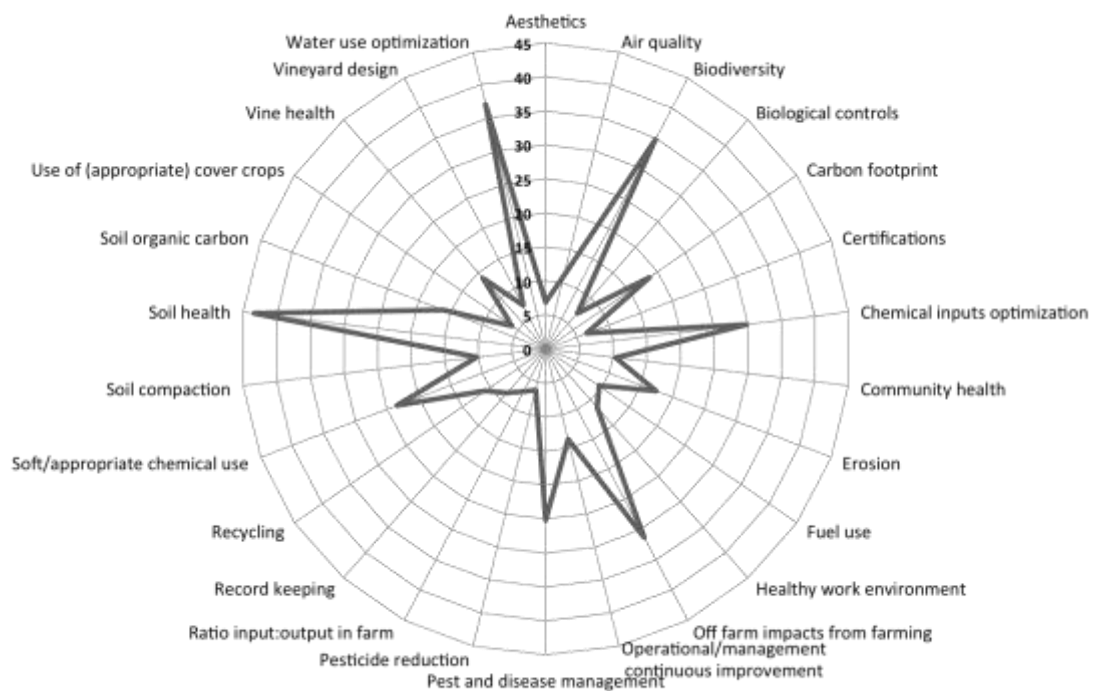 Aesthetics
Air quality
Biodiversity
Biological controls
Carbon footprint
Certifications
Chemical inputs optimization
Community health
Erosion
Fuel use
Healthy work environment
Off farm impacts from farming
Operational/management
continuous improvement
Pest and disease management
Pesticide reduction
Ratio input:output in farm
Record keeping
Recycling
Soft/appropriate chemical use
Soil compaction
Soil health
Soil organic carbon
Use of (appropriate) cover crops
Vine health
Vineyard design
Water use optimization
45
40
35
30
25
20
15
10
5
0